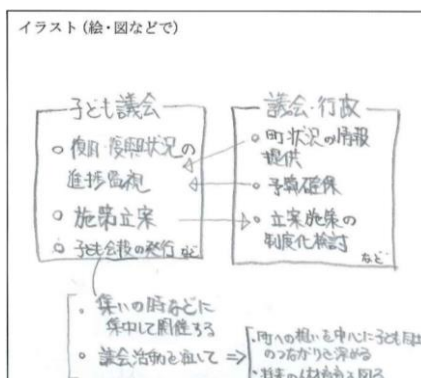 イラスト(絵・図などで)
子ども議会
○ 復旧・復興状況の
進捗監視
○ 施策立案
○ 子ども会報の発行 など
議会・行政
○ 町状況の情報
提供
○ 予算確保
○ 立案施策の
制度化検討
など
○ 集いの時などに
集中して開催する
○ 議会活動を通して ⇒
・町への想いを中心に子ども同士
のつながりを深める